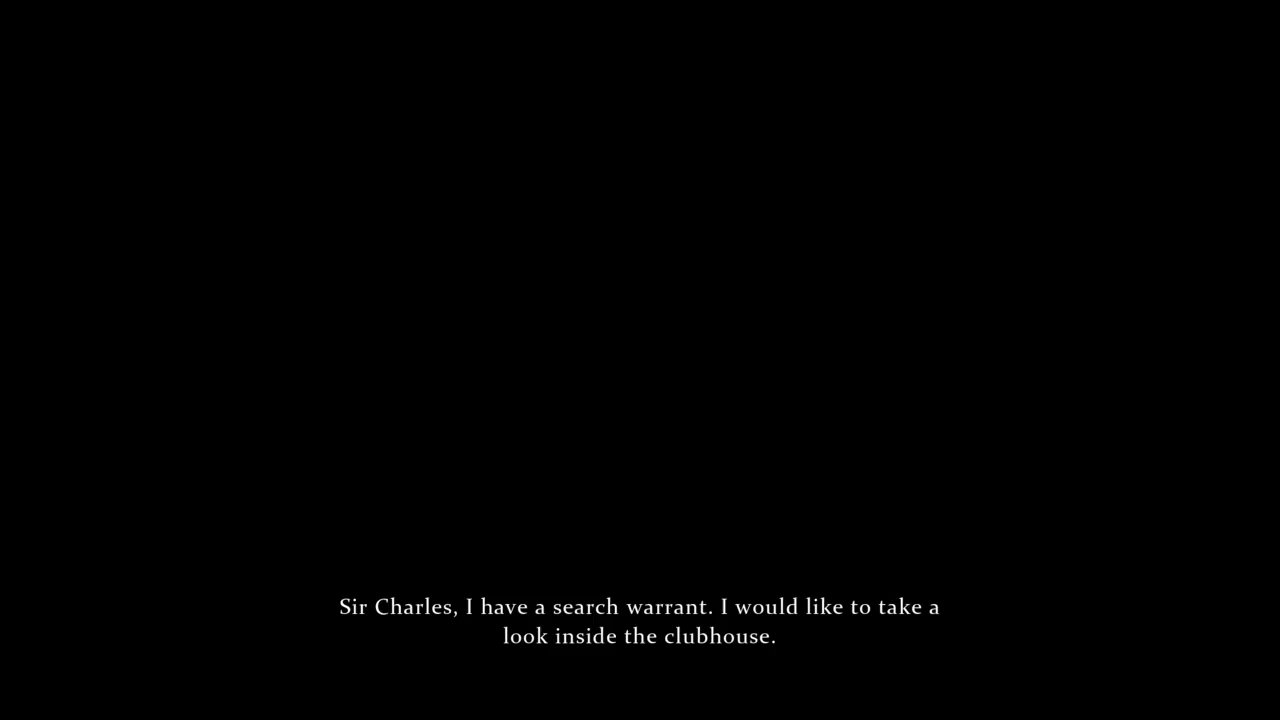 Sir Charles, I have a search warrant. I would like to take a
look inside the clubhouse.